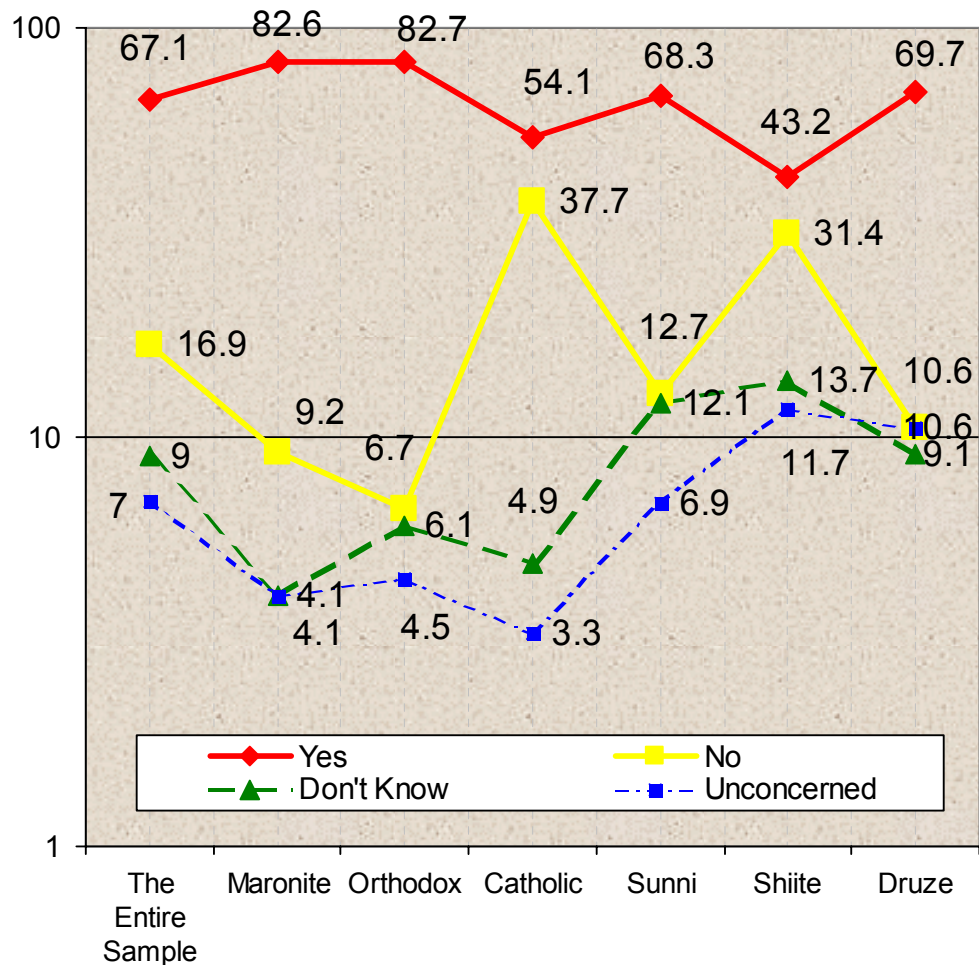 100
67.1
82.6
82.7
54.1
68.3
43.2
69.7
37.7
31.4
16.9
9.2
6.7
12.7
12.1
13.7
10.6
10
9
4.9
11.7
10.6
9.1
7
6.1
6.9
4.1
4.1
4.5
3.3
Yes
No
Don't Know
Unconcerned
1
The
Entire
Sample
Maronite
Orthodox
Catholic
Sunni
Shiite
Druze